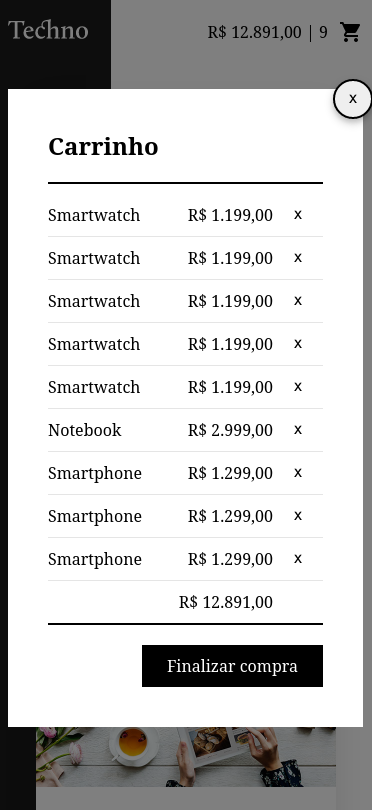 Techno
R$ 12.891,00 | 9
x
Carrinho
Smartwatch R$ 1.199,00 x
Smartwatch R$ 1.199,00 x
Smartwatch R$ 1.199,00 x
Smartwatch R$ 1.199,00 x
Smartwatch R$ 1.199,00 x
Notebook R$ 2.999,00 x
Smartphone R$ 1.299,00 x
Smartphone R$ 1.299,00 x
Smartphone R$ 1.299,00 x
R$ 12.891,00
Finalizar compra